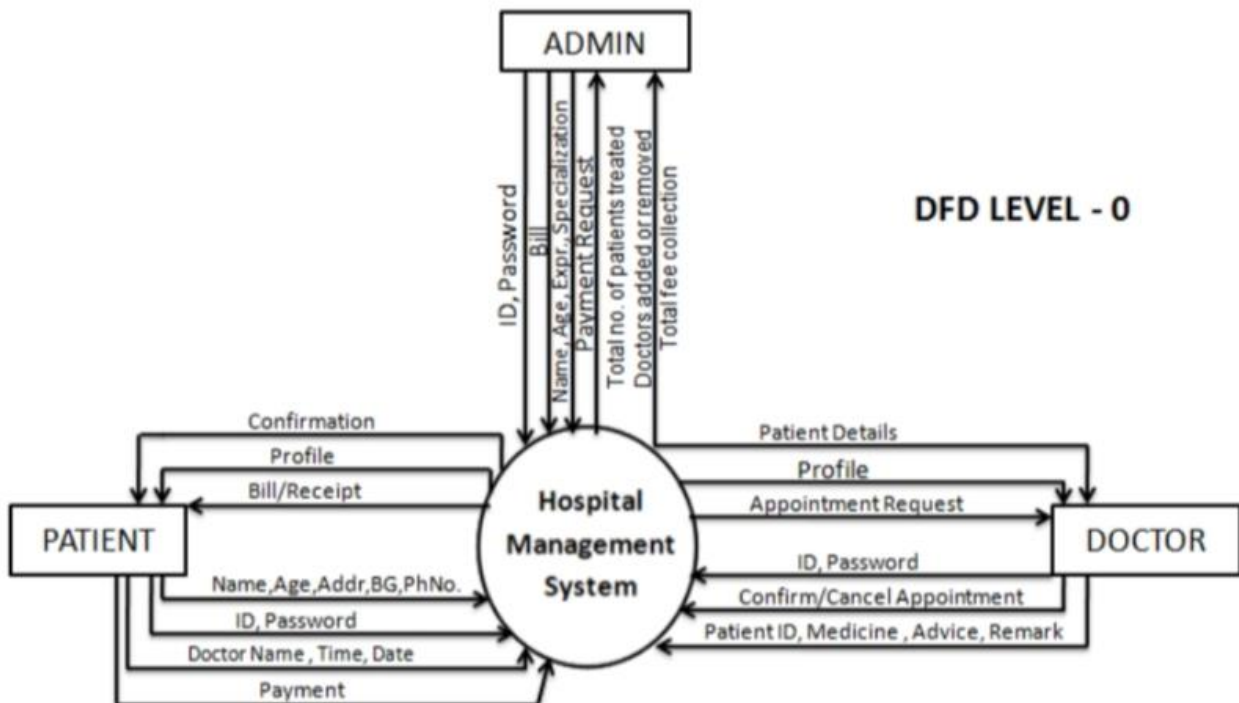 ADMIN
ID, Password
Bill
Name, Age, Expr., Specialization
Payment Request
Total no. of patients treated
Doctors added or removed
Total fee collection
DFD LEVEL - 0
Confirmation
Profile
Bill/Receipt
PATIENT
Name,Age,Addr,BG,PhNo.
ID, Password
Doctor Name , Time, Date
Payment
Hospital
Management
System
Patient Details
Profile
Appointment Request
DOCTOR
ID, Password
Confirm/Cancel Appointment
Patient ID, Medicine , Advice, Remark